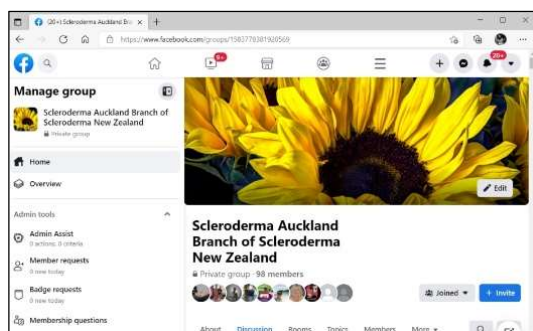 (20+) Scleroderma Auckland Bra
https://www.facebook.com/groups/1983770381920569
9+
20+
Manage group
Scleroderma Auckland Branch of
Scleroderma New Zealand
Private group
Home
Overview
Admin tools
Admin Assist
0 actions, 0 criteria
Member requests
0 new today
Badge requests
0 new today
Membership questions
Edit
Scleroderma Auckland
Branch of Scleroderma
New Zealand
Private group · 98 members
Joined
+ Invite
About Discussion Rooms Topics Members More